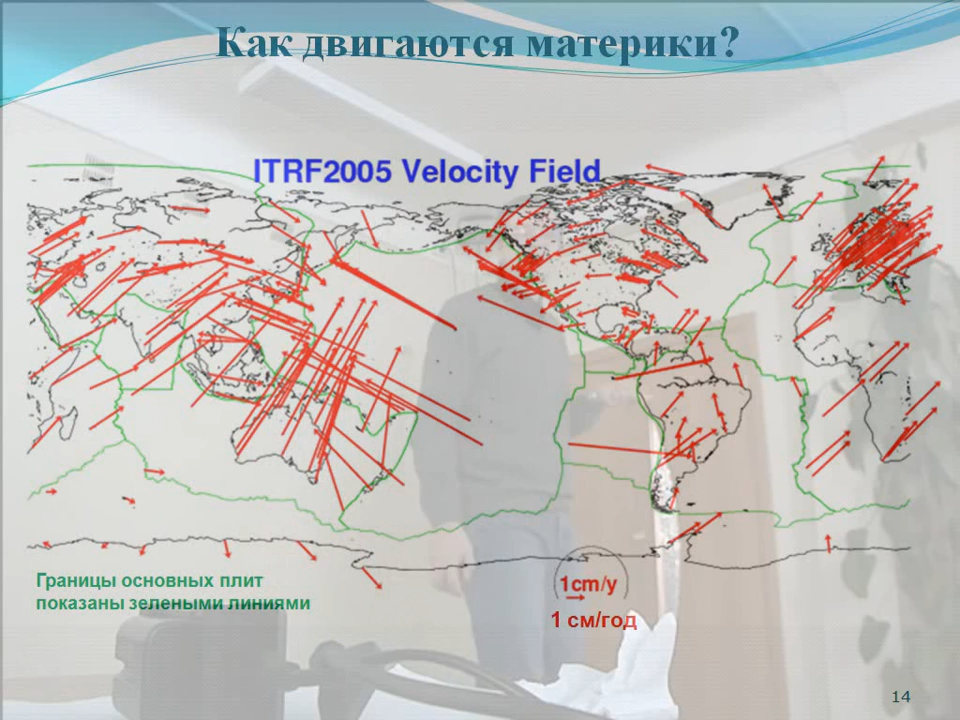 Как двигаются материки?
ITRF2005 Velocity Field
Границы основных плит
показаны зелеными линиями
1cm/y
1 см/год
14